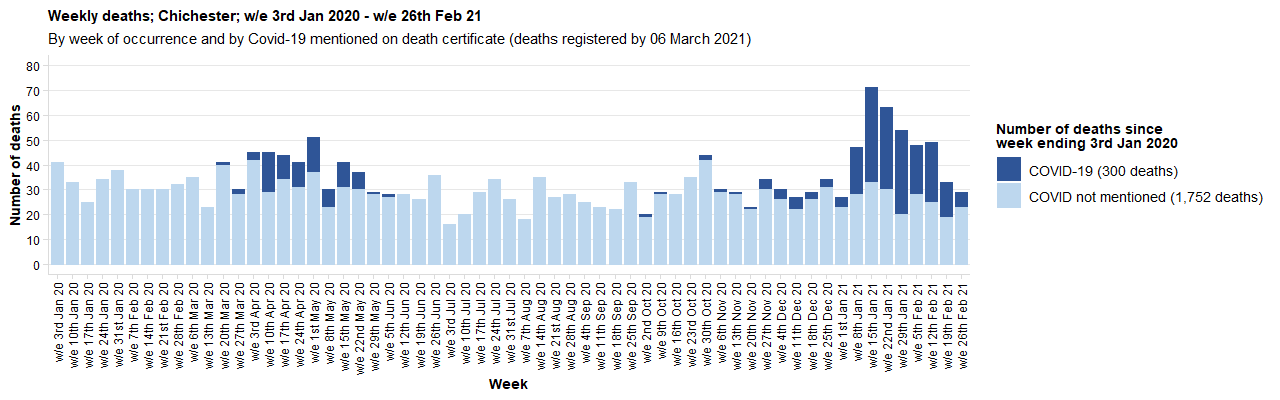 Weekly deaths; Chichester; w/e 3rd Jan 2020 - w/e 26th Feb 21
By week of occurrence and by Covid-19 mentioned on death certificate (deaths registered by 06 March 2021)
Number of deaths
80
70
60
50
40
30
20
10
0
w/e 3rd Jan 20
w/e 10th Jan 20
w/e 17th Jan 20
w/e 24th Jan 20
w/e 31st Jan 20
w/e 7th Feb 20
w/e 14th Feb 20
w/e 21st Feb 20
w/e 28th Feb 20
w/e 6th Mar 20
w/e 13th Mar 20
w/e 20th Mar 20
w/e 27th Mar 20
w/e 3rd Apr 20
w/e 10th Apr 20
w/e 17th Apr 20
w/e 24th Apr 20
w/e 1st May 20
w/e 8th May 20
w/e 15th May 20
w/e 22nd May 20
w/e 29th May 20
w/e 5th Jun 20
w/e 12th Jun 20
w/e 19th Jun 20
w/e 26th Jun 20
w/e 3rd Jul 20
w/e 10th Jul 20
w/e 17th Jul 20
w/e 24th Jul 20
w/e 31st Jul 20
w/e 7th Aug 20
w/e 14th Aug 20
w/e 21st Aug 20
w/e 28th Aug 20
w/e 4th Sep 20
w/e 11th Sep 20
w/e 18th Sep 20
w/e 25th Sep 20
w/e 2nd Oct 20
w/e 9th Oct 20
w/e 16th Oct 20
w/e 23rd Oct 20
w/e 30th Oct 20
w/e 6th Nov 20
w/e 13th Nov 20
w/e 20th Nov 20
w/e 27th Nov 20
w/e 4th Dec 20
w/e 11th Dec 20
w/e 18th Dec 20
w/e 25th Dec 20
w/e 1st Jan 21
w/e 8th Jan 21
w/e 15th Jan 21
w/e 22nd Jan 21
w/e 29th Jan 21
w/e 5th Feb 21
w/e 12th Feb 21
w/e 19th Feb 21
w/e 26th Feb 21
Week
Number of deaths since
week ending 3rd Jan 2020
COVID-19 (300 deaths)
COVID not mentioned (1,752 deaths)